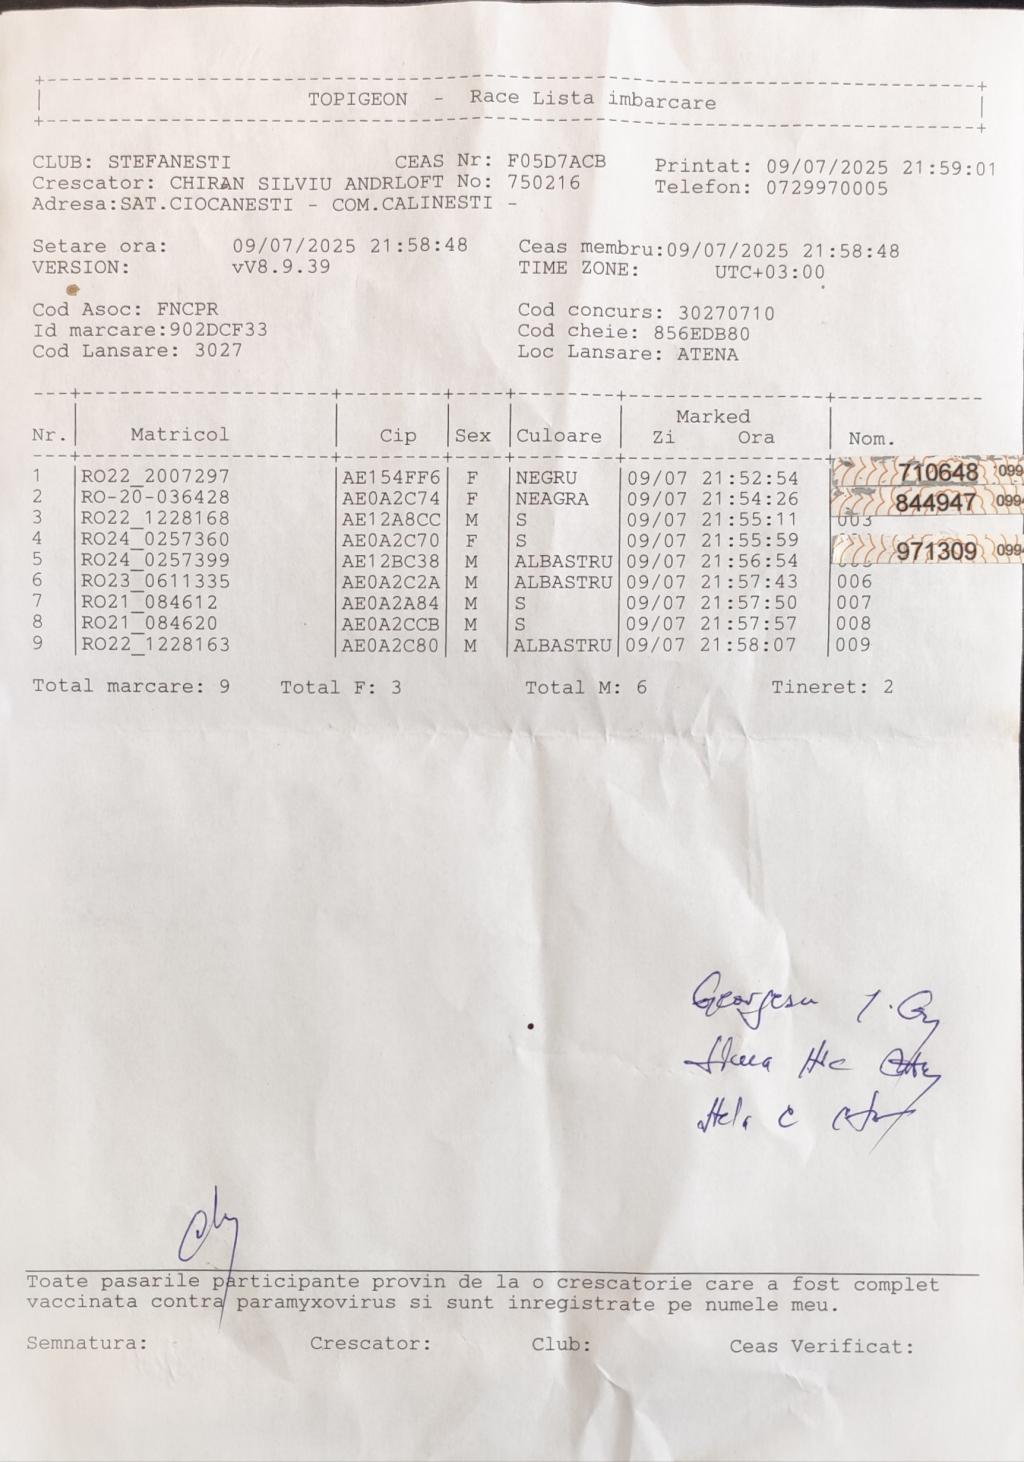 TOPIGEON - Race Lista imbarcare
CLUB: STEFANESTI CEAS Nr: F05D7ACB Printat: 09/07/2025 21:59:01
Crescator: CHIRAN SILVIU ANDRLOFT No: 750216 Telefon: 0729970005
Adresa:SAT.CIOCANESTI - COM.CALINESTI -
Setare ora: 09/07/2025 21:58:48 Ceas membru:09/07/2025 21:58:48
VERSION: vV8.9.39 TIME ZONE: UTC+03:00
Cod Asoc: FNCPR Cod concurs: 30270710
Id marcare:902DCF33 Cod cheie: 856EDB80
Cod Lansare: 3027 Loc Lansare: ATENA
Marked
Nr. Matricol Cip Sex Culoare Zi Ora Nom.
1 RO22_2007297 AE154FF6 F NEGRU 09/07 21:52:54 710648 099
2 RO-20-036428 AE0A2C74 F NEAGRA 09/07 21:54:26 844947 099
3 RO22_1228168 AE12A8CC M S 09/07 21:55:11 003
4 RO24_0257360 AE0A2C70 F S 09/07 21:55:59
5 RO24_0257399 AE12BC38 M ALBASTRU 09/07 21:56:54 971309 099
6 RO23_0611335 AE0A2C2A M ALBASTRU 09/07 21:57:43 006
7 RO21_084612 AE0A2A84 M S 09/07 21:57:50 007
8 RO21_084620 AE0A2CCB M S 09/07 21:57:57 008
9 RO22_1228163 AE0A2C80 M ALBASTRU 09/07 21:58:07 009
Total marcare: 9 Total F: 3 Total M: 6 Tineret: 2
Georgescu
Toate pasarile participante provin de la o crescatorie care a fost complet
vaccinata contra paramyxovirus si sunt inregistrate pe numele meu.
Semnatura: Crescator: Club: Ceas Verificat: